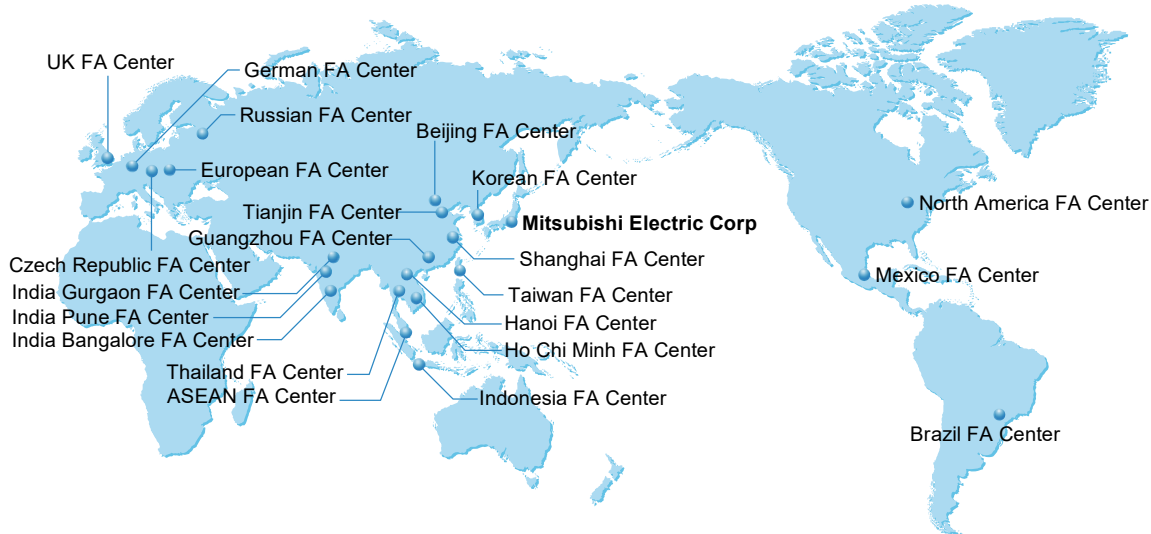 UK FA Center
German FA Center
Russian FA Center
Beijing FA Center
European FA Center
Korean FA Center
North America FA Center
Tianjin FA Center
Mitsubishi Electric Corp
Guangzhou FA Center
Shanghai FA Center
Czech Republic FA Center
Mexico FA Center
India Gurgaon FA Center
Taiwan FA Center
India Pune FA Center
Hanoi FA Center
India Bangalore FA Center
Ho Chi Minh FA Center
Thailand FA Center
ASEAN FA Center
Indonesia FA Center
Brazil FA Center